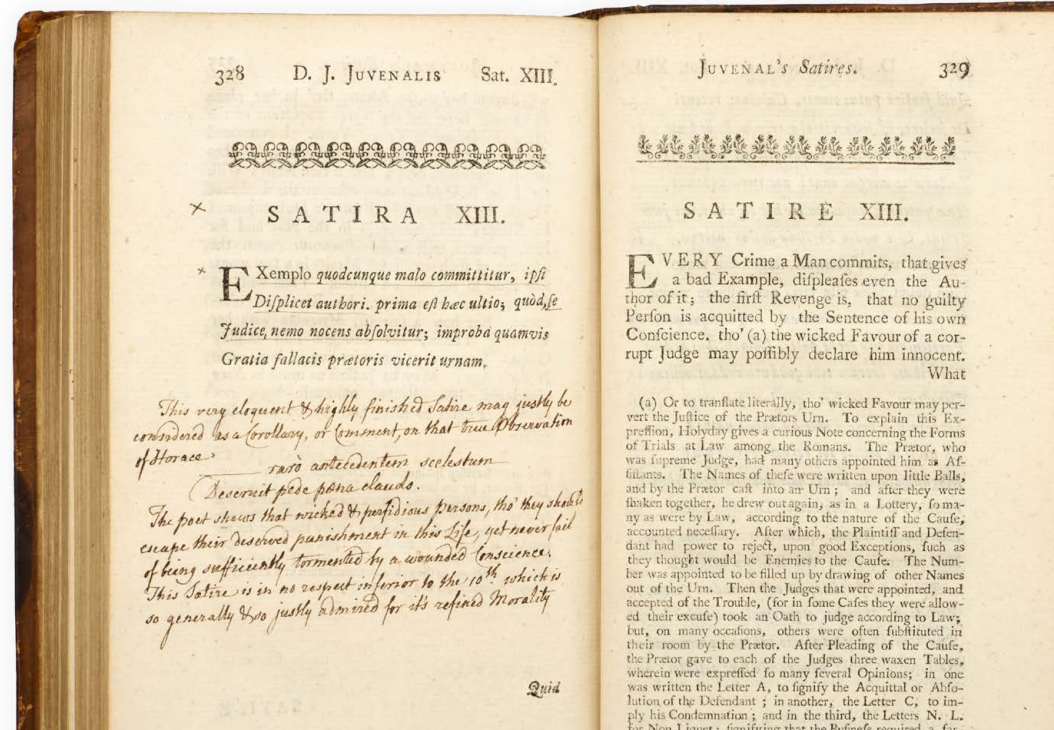 328 D. J. JUVENALIS Sat. XIII.
× SATIRA XIII.
× EXemplo quodcunque malo committitur, ipſi
Diſplicet authori. prima eſt hæc ultio; quòd, ſe
Judice, nemo nocens abſolvitur; improba quamvis
Gratia fallacis prætoris vicerit urnam.
This very eloquent & highly finished Satire may justly be
considered as a Corollary, or Comment, on that true Observation
of Horace
raro antecedentem scelestum
Deseruit pede pœna claudo.
The poet shews that wicked & perfidious Persons, tho' they should
escape their deserved punishment in this Life, yet never fail
of being sufficiently tormented by a wounded Conscience.
This Satire is in no respect inferior to the 10th which is
so generally & so justly admired for it's refined Morality
Quid
JUVENAL's Satires. 329
SATIRE XIII.
EVERY Crime a Man commits, that gives
a bad Example, diſpleaſes even the Au-
thor of it; the firſt Revenge is, that no guilty
Perſon is acquitted by the Sentence of his own
Conſcience. tho' (a) the wicked Favour of a cor-
rupt Judge may poſſibly declare him innocent.
What
(a) Or to tranſlate literally, tho' wicked Favour may per-
vert the Juſtice of the Prætors Urn. To explain this Ex-
preſſion, Holyday gives a curious Note concerning the Forms
of Trials at Law among the Romans. The Prætor, who
was ſupreme Judge, had many others appointed him as Aſ-
ſiſtants. The Names of theſe were written upon little Balls,
and by the Prætor caſt into an Urn; and after they were
ſhaken together, he drew out again, as in a Lottery, ſo ma-
ny as were by Law, according to the nature of the Cauſe,
accounted neceſſary. After which, the Plaintiff and Defen-
dant had power to reject, upon good Exceptions, ſuch as
they thought would be Enemies to the Cauſe. The Num-
ber was appointed to be filled up by drawing of other Names
out of the Urn. Then the Judges that were appointed, and
accepted of the Trouble, (for in ſome Caſes they were allow-
ed their excuſe) took an Oath to judge according to Law;
but, on many occaſions, others were often ſubſtituted in
their room by the Prætor. After Pleading of the Cauſe,
the Prætor gave to each of the Judges three waxen Tables,
wherein were expreſſed ſo many ſeveral Opinions; in one
was written the Letter A, to ſignify the Acquittal or Abſo-
lution of the Defendant; in another, the Letter C, to im-
ply his Condemnation; and in the third, the Letters N. L.
for Non Liquet; ſignifying that the Buſineſs required a far-